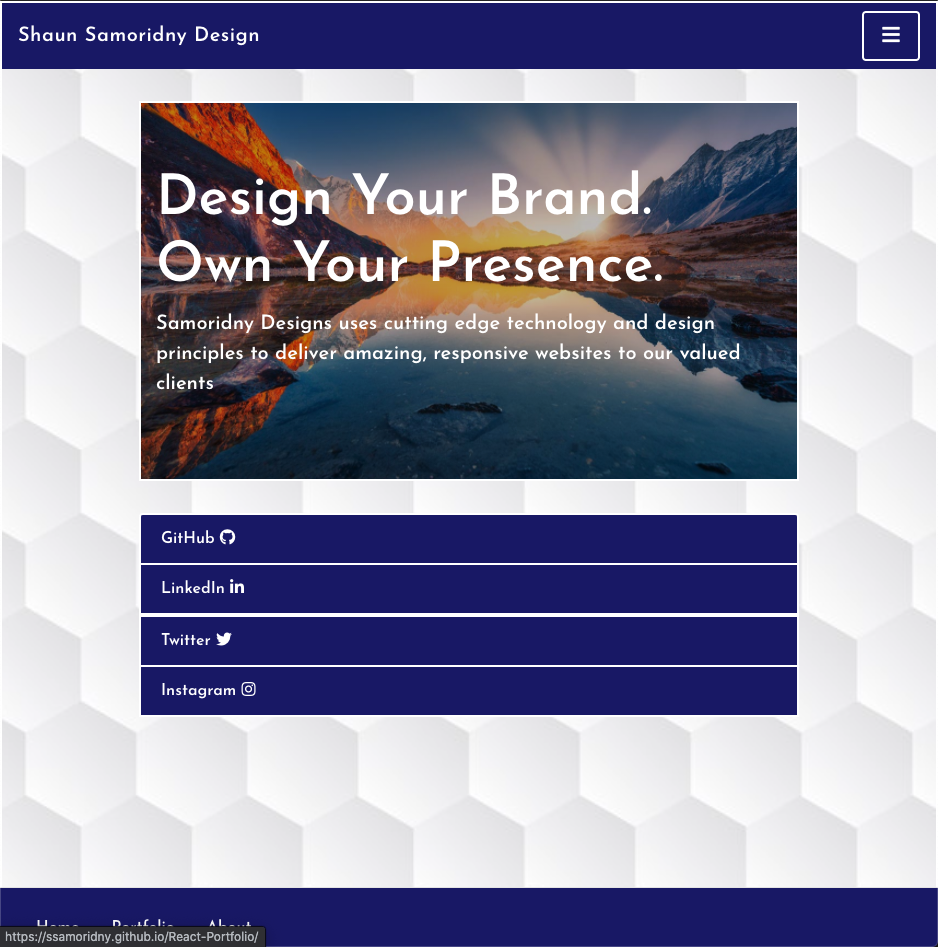 Shaun Samoridny Design
Design Your Brand.
Own Your Presence.
Samoridny Designs uses cutting edge technology and design
principles to deliver amazing, responsive websites to our valued
clients
GitHub
LinkedIn in
Twitter
Instagram
Home Portfolio About
https://ssamoridny.github.io/React-Portfolio/